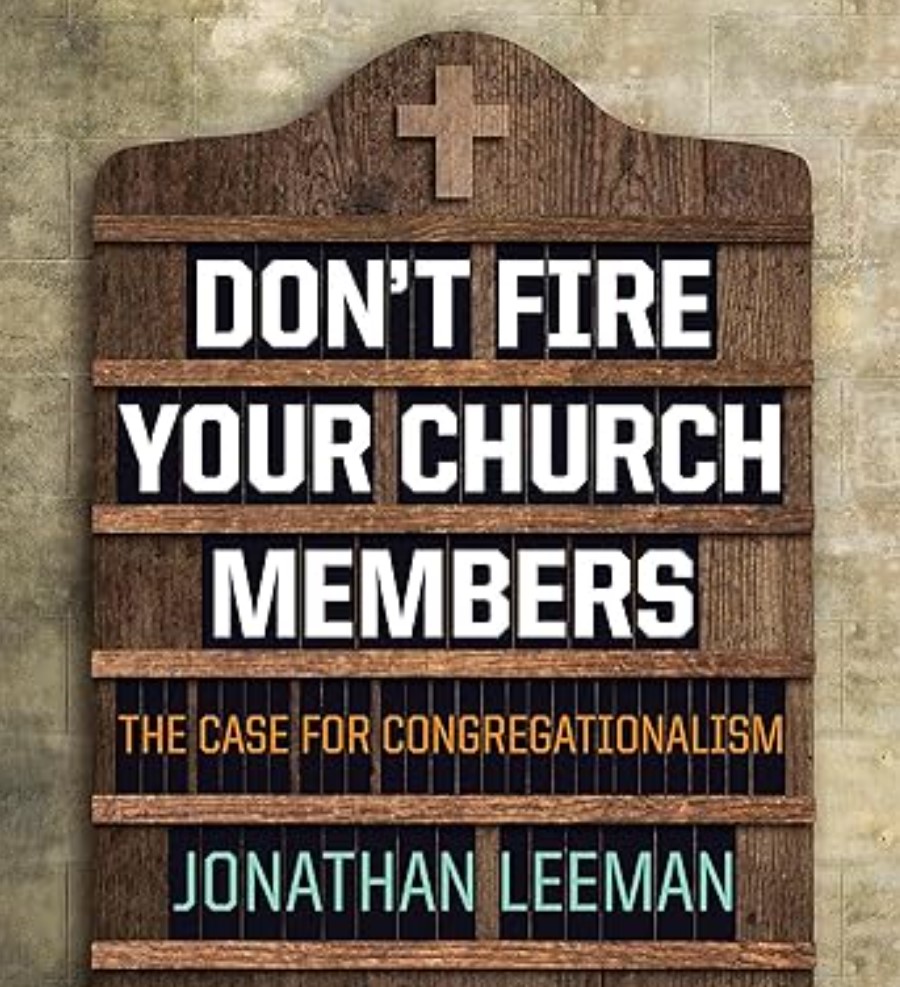 DON'T FIRE
YOUR CHURCH
MEMBERS
THE CASE FOR CONGREGATIONALISM
JONATHAN LEEMAN